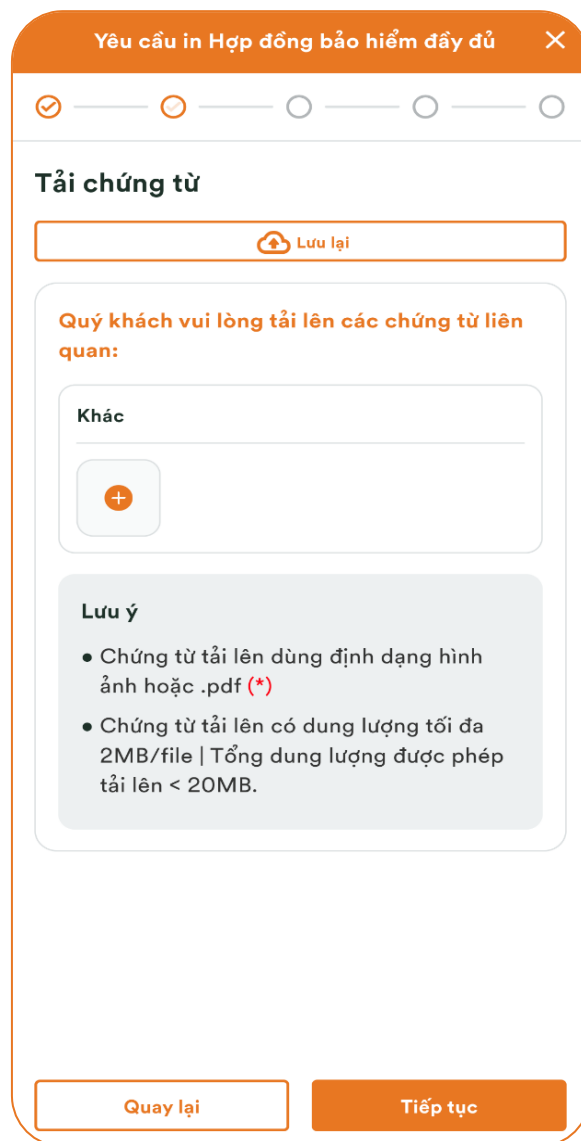 Yêu cầu in Hợp đồng bảo hiểm đầy đủ
Tải chứng từ
Lưu lại
Quý khách vui lòng tải lên các chứng từ liên
quan:
Khác
Lưu ý
• Chứng từ tải lên dùng định dạng hình
ảnh hoặc .pdf (*)
• Chứng từ tải lên có dung lượng tối đa
2MB/file | Tổng dung lượng được phép
tải lên < 20MB.
Quay lại
Tiếp tục